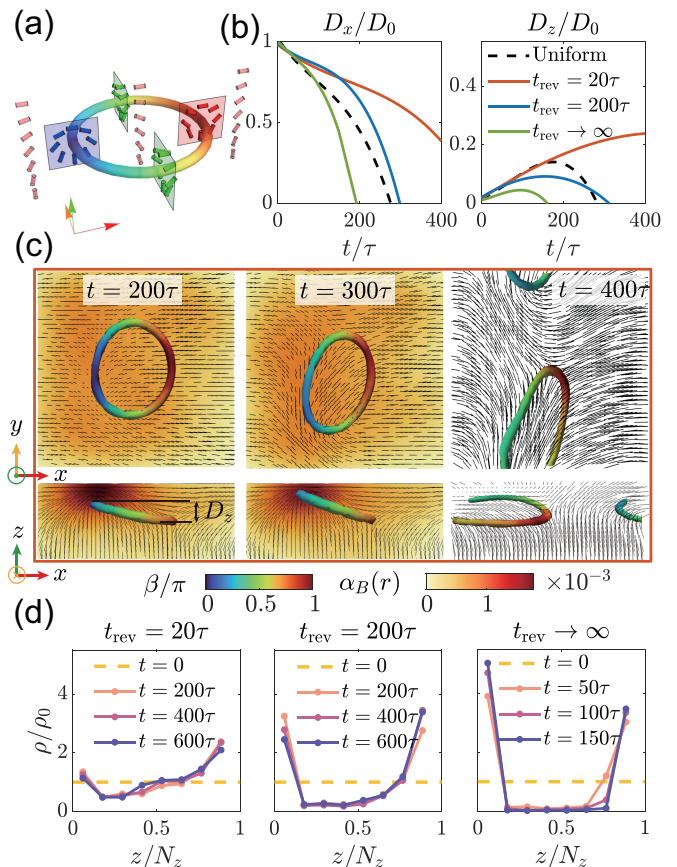 (a)
(b)
D_x/D_0
D_z/D_0
1
0.5
0
0 200 400
t/τ
0.4
0.2
0
0 200 400
t/τ
Uniform
t_rev = 20τ
t_rev = 200τ
t_rev → ∞
(c)
t = 200τ
t = 300τ
t = 400τ
y
x
D_z
z
x
β/π
0 0.5 1
α_B(r)
0 1
×10⁻³
(d)
t_rev = 20τ
t_rev = 200τ
t_rev → ∞
ρ/ρ_0
4
2
0
t = 0
t = 200τ
t = 400τ
t = 600τ
0 0.5 1
z/N_z
t = 0
t = 200τ
t = 400τ
t = 600τ
0 0.5 1
z/N_z
t = 0
t = 50τ
t = 100τ
t = 150τ
0 0.5 1
z/N_z